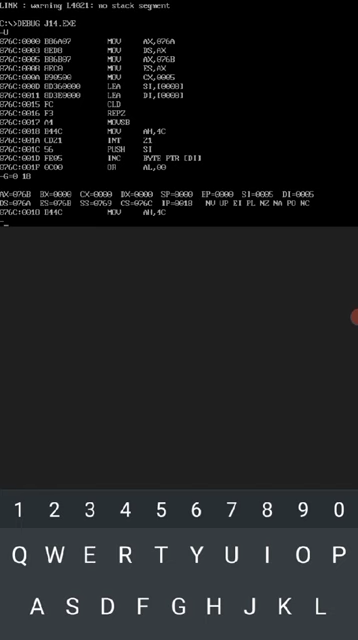 LINK : warning L4021: no stack segment
C:\>DEBUG J14.EXE
-U
076C:0000 B86A07 MOV AX,076A
076C:0003 8ED8 MOV DS,AX
076C:0005 B86B07 MOV AX,076B
076C:0008 8EC0 MOV ES,AX
076C:000A B90500 MOV CX,0005
076C:000D 8D360000 LEA SI,[0000]
076C:0011 8D3E0000 LEA DI,[0000]
076C:0015 FC CLD
076C:0016 F3 REPZ
076C:0017 A4 MOVSB
076C:0018 B44C MOV AH,4C
076C:001A CD21 INT 21
076C:001C 56 PUSH SI
076C:001D FE05 INC BYTE PTR [DI]
076C:001F 0C00 OR AL,00
-G=0 18
AX=076B BX=0000 CX=0000 DX=0000 SP=0000 BP=0000 SI=0005 DI=0005
DS=076A ES=076B SS=0769 CS=076C IP=0018 NV UP EI PL NZ NA PO NC
076C:0018 B44C MOV AH,4C
-
1 2 3 4 5 6 7 8 9 0
Q W E R T Y U I O P
A S D F G H J K L